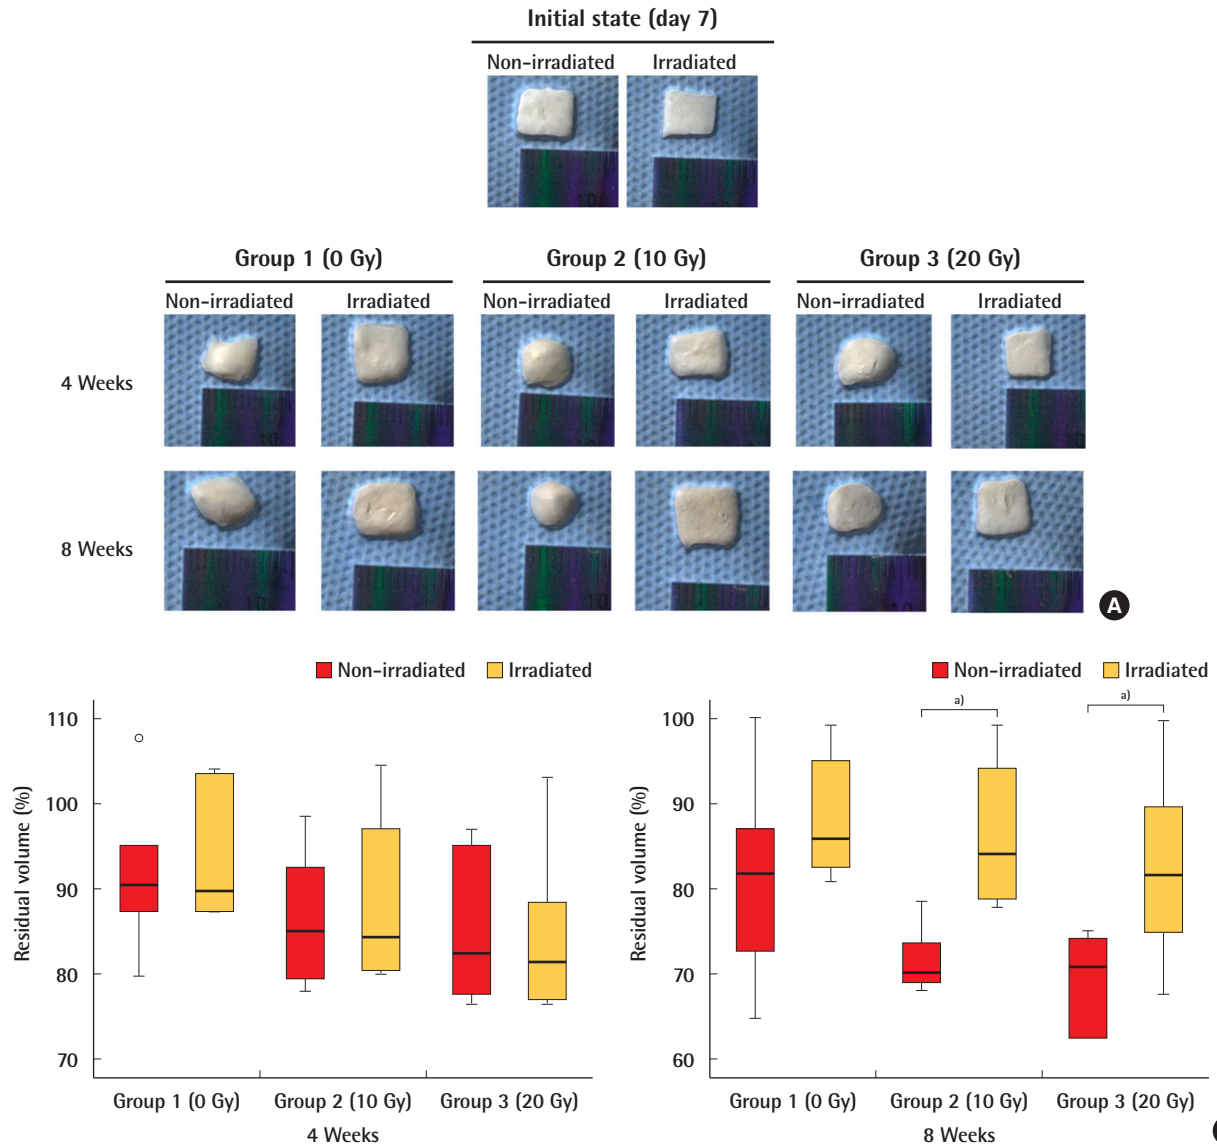 Initial state (day 7)
Non-irradiated Irradiated
Group 1 (0 Gy) Group 2 (10 Gy) Group 3 (20 Gy)
Non-irradiated Irradiated Non-irradiated Irradiated Non-irradiated Irradiated
4 Weeks
8 Weeks
A
Non-irradiated Irradiated
110
100
90
80
70
Residual volume (%)
Group 1 (0 Gy) Group 2 (10 Gy) Group 3 (20 Gy)
4 Weeks
Non-irradiated Irradiated
a) a)
100
90
80
70
60
Residual volume (%)
Group 1 (0 Gy) Group 2 (10 Gy) Group 3 (20 Gy)
8 Weeks